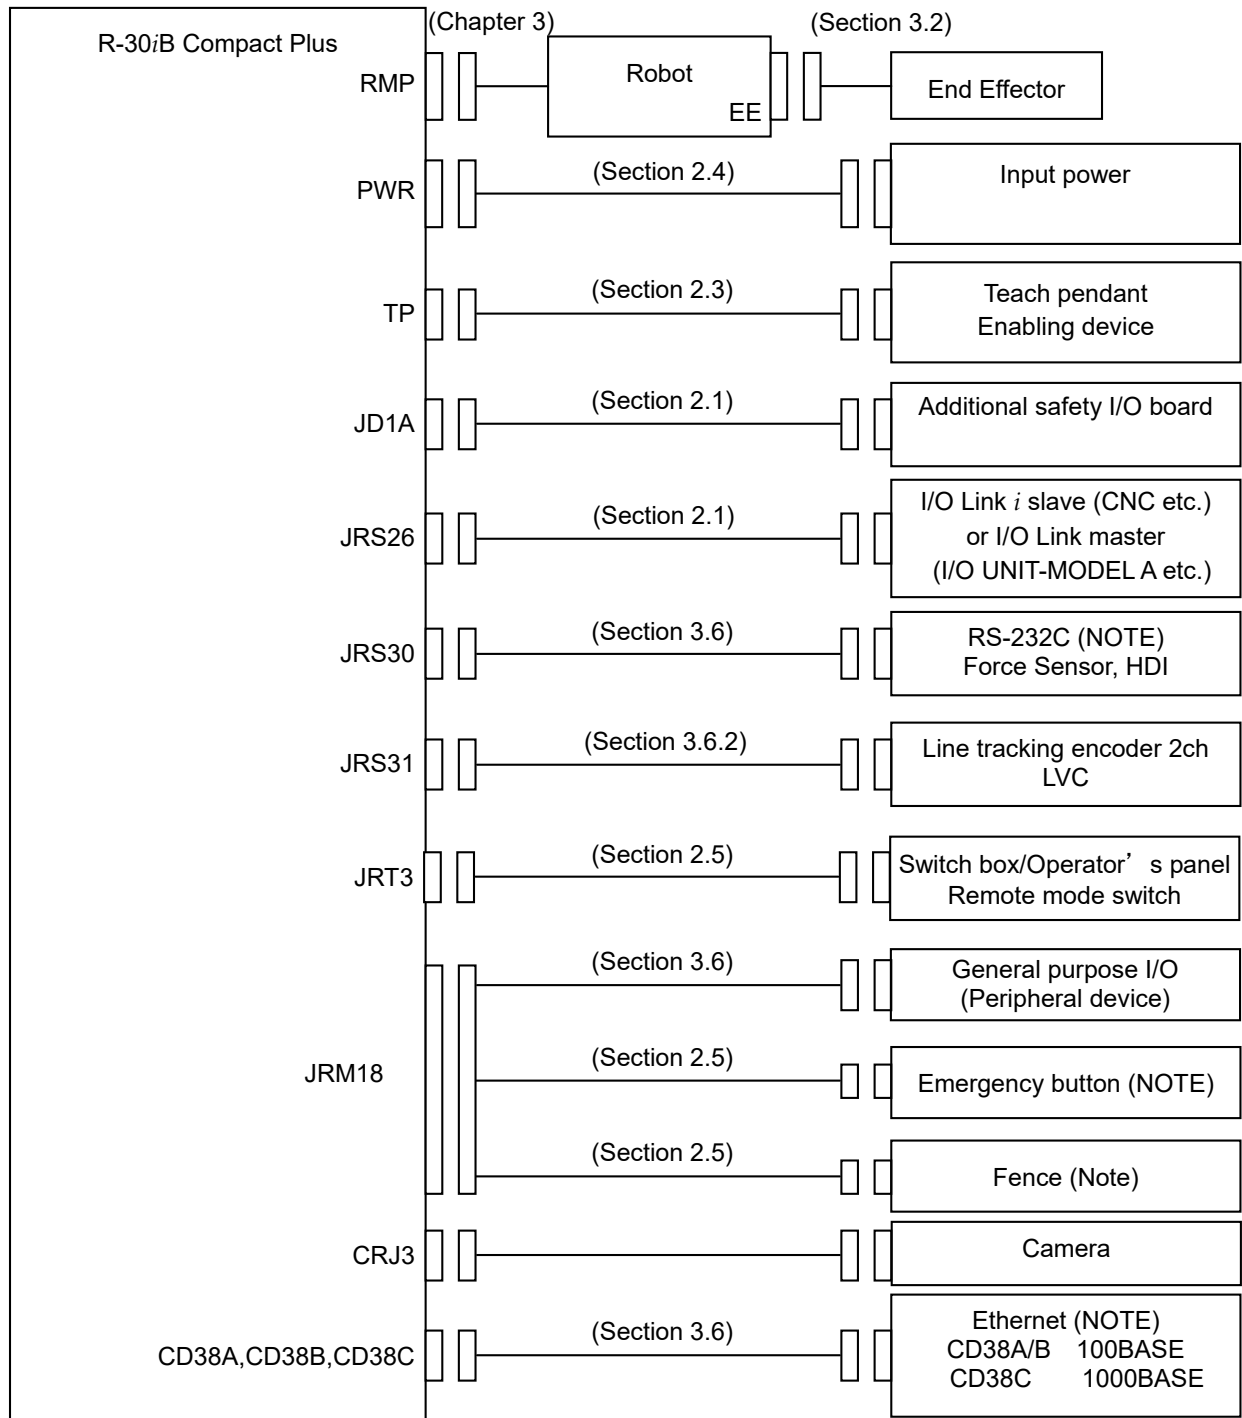 (Chapter 3)
(Section 3.2)
R-30iB Compact Plus
RMP
Robot
EE
End Effector
PWR
(Section 2.4)
Input power
TP
(Section 2.3)
Teach pendant
Enabling device
JD1A
(Section 2.1)
Additional safety I/O board
JRS26
(Section 2.1)
I/O Link i slave (CNC etc.)
or I/O Link master
(I/O UNIT-MODEL A etc.)
JRS30
(Section 3.6)
RS-232C (NOTE)
Force Sensor, HDI
JRS31
(Section 3.6.2)
Line tracking encoder 2ch
LVC
JRT3
(Section 2.5)
Switch box/Operator’s panel
Remote mode switch
JRM18
(Section 3.6)
General purpose I/O
(Peripheral device)
(Section 2.5)
Emergency button (NOTE)
(Section 2.5)
Fence (Note)
CRJ3
Camera
CD38A,CD38B,CD38C
(Section 3.6)
Ethernet (NOTE)
CD38A/B 100BASE
CD38C 1000BASE